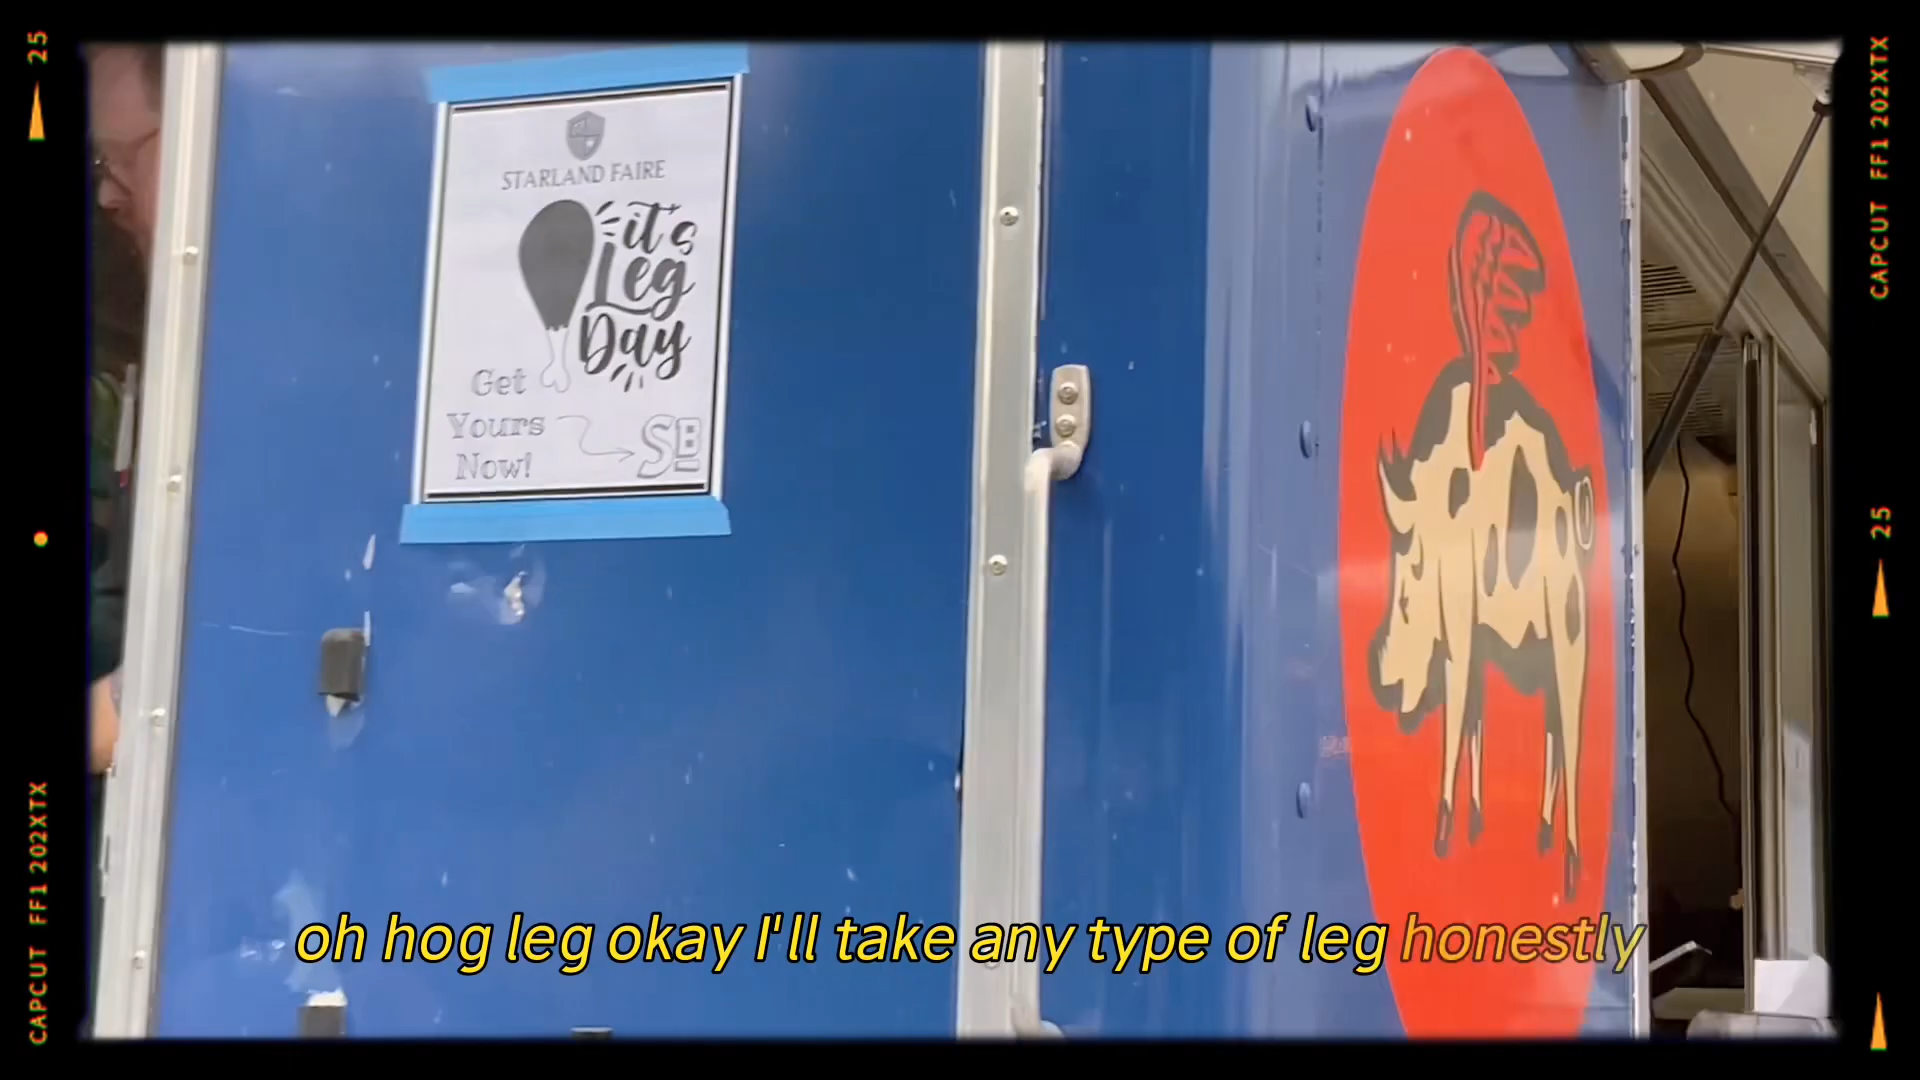 25
CAPCUT FF1 202XTX
STARLAND FAIRE
it's
Leg
Day
Get
Yours
Now!
SB
oh hog leg okay I'll take any type of leg honestly
CAPCUT FF1 202XTX
25